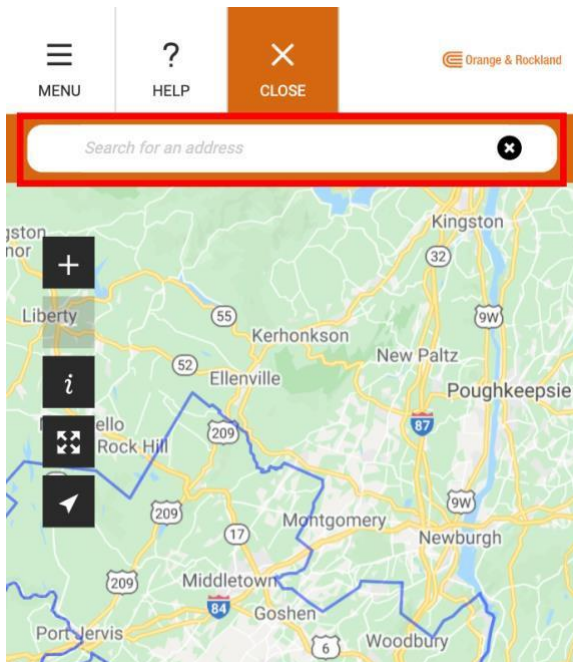 MENU
?
HELP
CLOSE
Orange & Rockland
Search for an address
Kingston
32
Liberty
55
9W
Kerhonkson
New Paltz
52
Ellenville
i
Poughkeepsie
87
209
Rock Hill
209
Montgomery
9W
17
Newburgh
209
Middletown
84
Goshen
Port Jervis
6
Woodbury